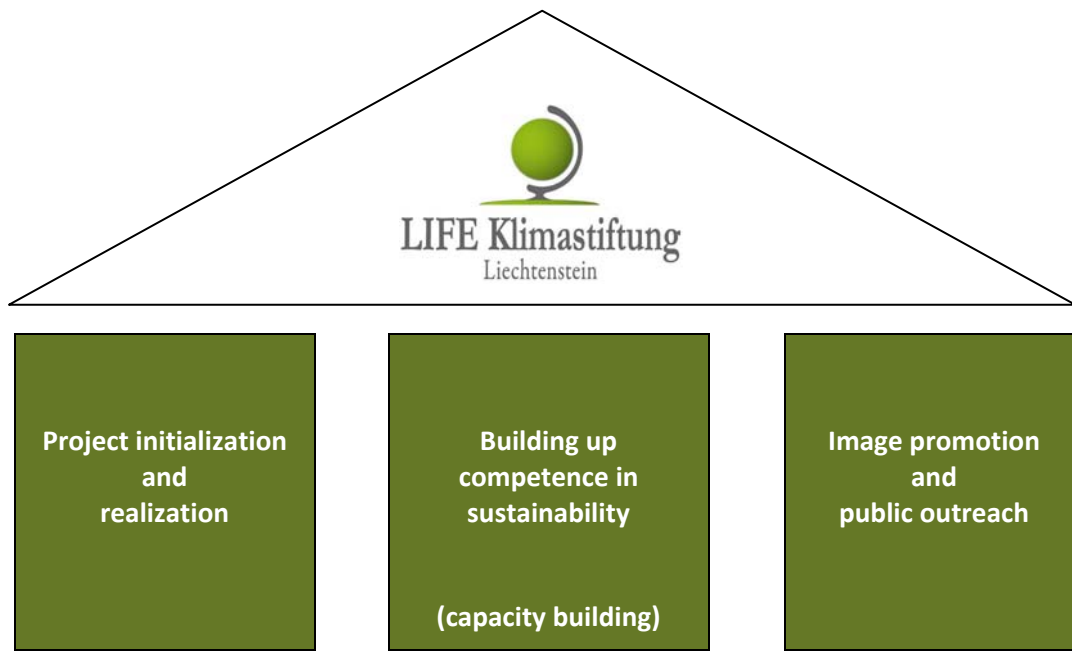 LIFE Klimastiftung
Liechtenstein
Project initialization
and
realization
Building up
competence in
sustainability
(capacity building)
Image promotion
and
public outreach